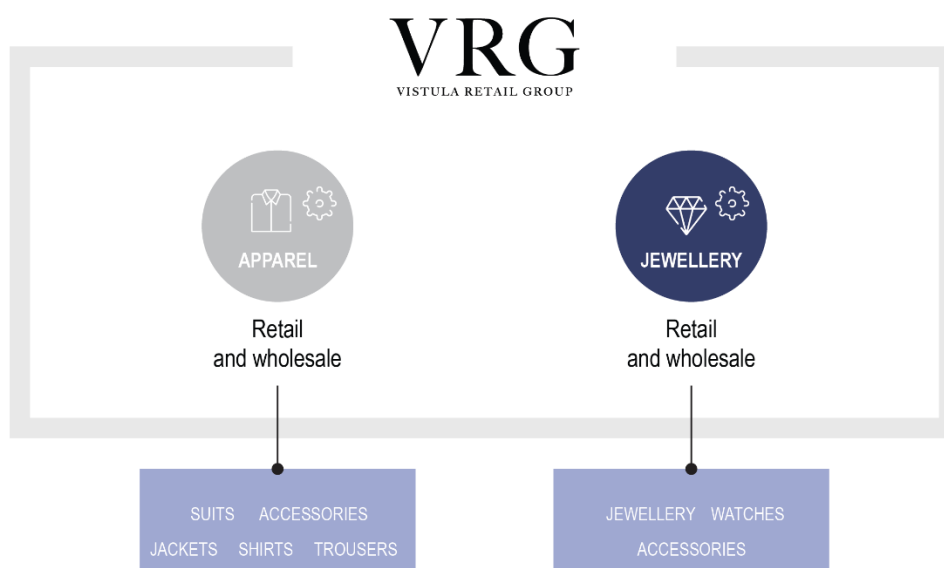 VRG
VISTULA RETAIL GROUP
APPAREL
Retail
and wholesale
SUITS ACCESSORIES
JACKETS SHIRTS TROUSERS
JEWELLERY
Retail
and wholesale
JEWELLERY WATCHES
ACCESSORIES